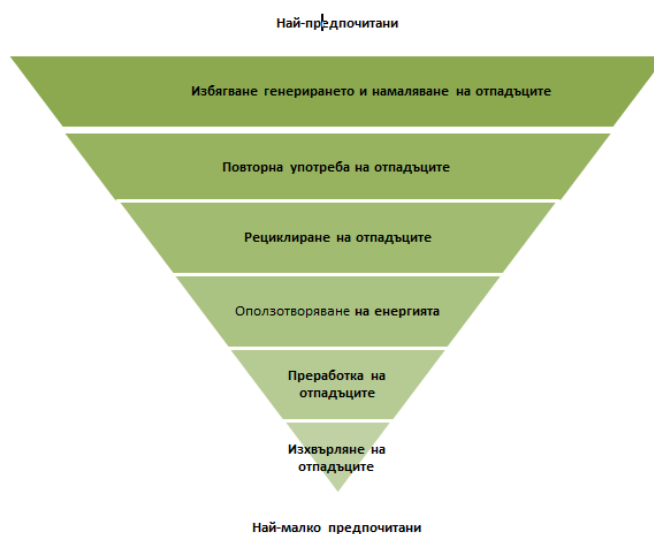 Най-предпочитани
Избягване генерирането и намаляване на отпадъците
Повторна употреба на отпадъците
Рециклиране на отпадъците
Оползотворяване на енергията
Преработка на
отпадъците
Изхвърляне на
отпадъците
Най-малко предпочитани